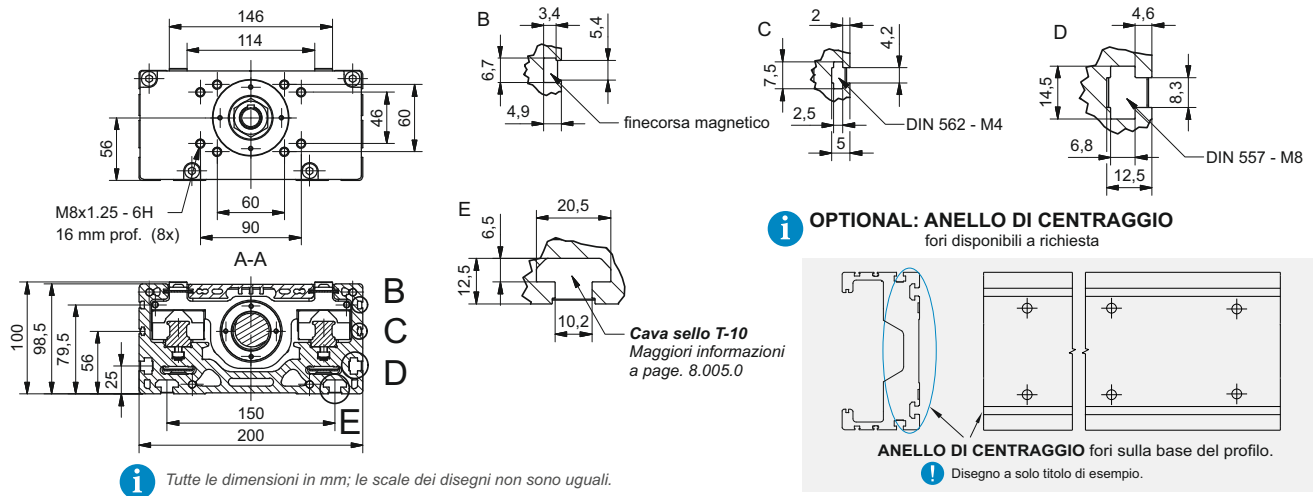 146
114
56
46
60
M8x1.25 - 6H
16 mm prof. (8x)
60
90
B
3,4
5,4
6,7
4,9
finecorsa magnetico
C
2
4,2
7,5
2,5
5
DIN 562 - M4
D
4,6
14,5
8,3
6,8
12,5
DIN 557 - M8
A-A
100
98,5
79,5
56
25
150
200
B
C
D
E
E
20,5
6,5
12,5
10,2
Cava sello T-10
Maggiori informazioni
a page. 8.005.0
i OPTIONAL: ANELLO DI CENTRAGGIO
fori disponibili a richiesta
ANELLO DI CENTRAGGIO fori sulla base del profilo.
! Disegno a solo titolo di esempio.
i Tutte le dimensioni in mm; le scale dei disegni non sono uguali.